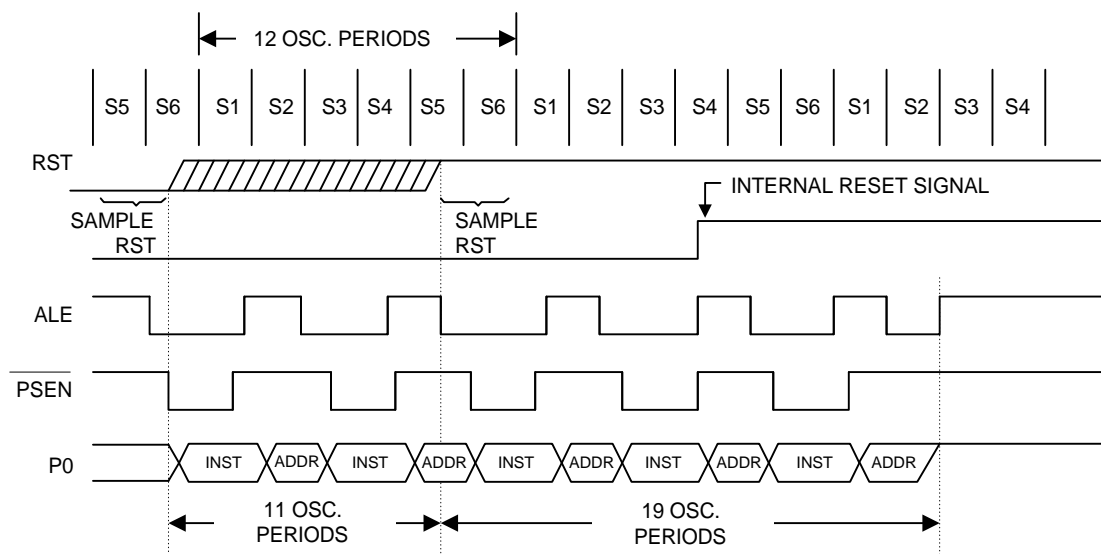 12 OSC. PERIODS
S5 S6 S1 S2 S3 S4 S5 S6 S1 S2 S3 S4 S5 S6 S1 S2 S3 S4
RST
INTERNAL RESET SIGNAL
SAMPLE
RST
SAMPLE
RST
ALE
PSEN
P0
INST ADDR INST ADDR INST ADDR INST ADDR INST ADDR
11 OSC.
PERIODS
19 OSC.
PERIODS